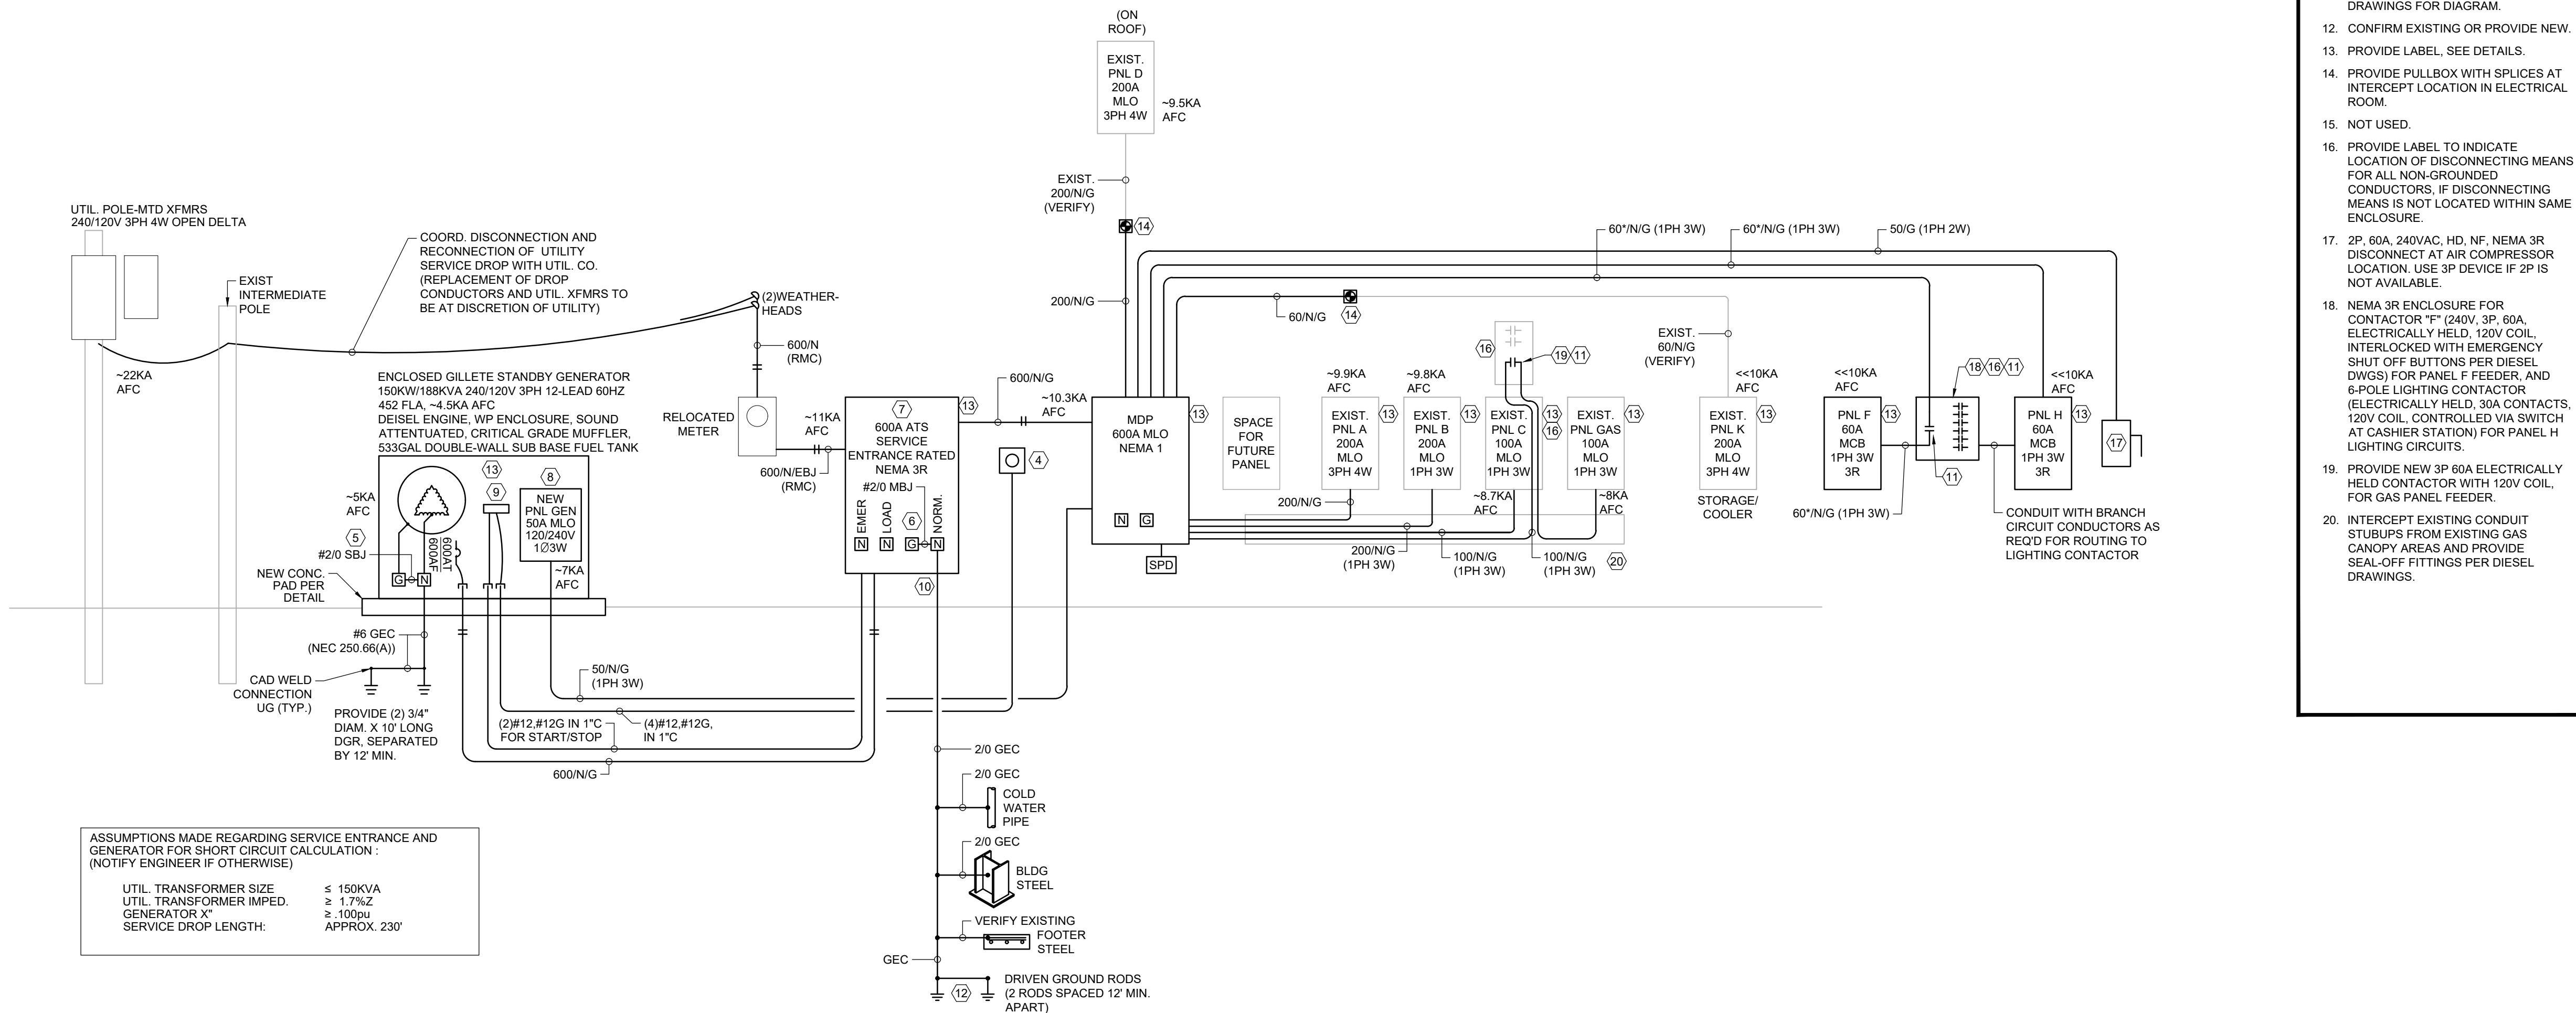 (ON
ROOF)
EXIST.
PNL D
200A
MLO
3PH 4W
~9.5KA
AFC
EXIST.
200/N/G
(VERIFY)
14
200/N/G
UTIL. POLE-MTD XFMRS
240/120V 3PH 4W OPEN DELTA
EXIST
INTERMEDIATE
POLE
COORD. DISCONNECTION AND
RECONNECTION OF UTILITY
SERVICE DROP WITH UTIL. CO.
(REPLACEMENT OF DROP
CONDUCTORS AND UTIL. XFMRS TO
BE AT DISCRETION OF UTILITY)
(2)WEATHER-
HEADS
600/N
(RMC)
~22KA
AFC
ENCLOSED GILLETE STANDBY GENERATOR
150KW/188KVA 240/120V 3PH 12-LEAD 60HZ
452 FLA, ~4.5KA AFC
DEISEL ENGINE, WP ENCLOSURE, SOUND
ATTENTUATED, CRITICAL GRADE MUFFLER,
533GAL DOUBLE-WALL SUB BASE FUEL TANK
RELOCATED
METER
~11KA
AFC
600/N/EBJ
(RMC)
7
600A ATS
SERVICE
ENTRANCE RATED
NEMA 3R
#2/0 MBJ
6
EMER
LOAD
NORM.
N
N
G
N
13
10
600/N/G
~10.3KA
AFC
4
MDP
600A MLO
NEMA 1
N
G
SPD
13
~5KA
AFC
5
#2/0 SBJ
G
N
600AF
600AT
13
9
8
NEW
PNL GEN
50A MLO
120/240V
1Ø3W
~7KA
AFC
NEW CONC.
PAD PER
DETAIL
#6 GEC
(NEC 250.66(A))
CAD WELD
CONNECTION
UG (TYP.)
PROVIDE (2) 3/4"
DIAM. X 10' LONG
DGR, SEPARATED
BY 12' MIN.
50/N/G
(1PH 3W)
(2)#12,#12G IN 1"C
FOR START/STOP
(4)#12,#12G,
IN 1"C
600/N/G
2/0 GEC
2/0 GEC
COLD
WATER
PIPE
2/0 GEC
BLDG
STEEL
VERIFY EXISTING
FOOTER
STEEL
GEC
12
DRIVEN GROUND RODS
(2 RODS SPACED 12' MIN.
APART)
ASSUMPTIONS MADE REGARDING SERVICE ENTRANCE AND
GENERATOR FOR SHORT CIRCUIT CALCULATION :
(NOTIFY ENGINEER IF OTHERWISE)
UTIL. TRANSFORMER SIZE ≤ 150KVA
UTIL. TRANSFORMER IMPED. ≥ 1.7%Z
GENERATOR X" ≥ .100pu
SERVICE DROP LENGTH: APPROX. 230'
60*/N/G (1PH 3W)
60*/N/G (1PH 3W)
50/G (1PH 2W)
60/N/G
14
EXIST.
60/N/G
(VERIFY)
SPACE
FOR
FUTURE
PANEL
~9.9KA
AFC
EXIST.
PNL A
200A
MLO
3PH 4W
13
200/N/G
~9.8KA
AFC
EXIST.
PNL B
200A
MLO
1PH 3W
13
200/N/G
(1PH 3W)
16
19
11
EXIST.
PNL C
100A
MLO
1PH 3W
13
16
~8.7KA
AFC
100/N/G
(1PH 3W)
EXIST.
PNL GAS
100A
MLO
1PH 3W
13
~8KA
AFC
100/N/G
(1PH 3W)
20
<<10KA
AFC
EXIST.
PNL K
200A
MLO
3PH 4W
13
STORAGE/
COOLER
<<10KA
AFC
PNL F
60A
MCB
1PH 3W
3R
13
60*/N/G (1PH 3W)
18
16
11
11
<<10KA
AFC
PNL H
60A
MCB
1PH 3W
3R
13
17
CONDUIT WITH BRANCH
CIRCUIT CONDUCTORS AS
REQ'D FOR ROUTING TO
LIGHTING CONTACTOR
DRAWINGS FOR DIAGRAM.
12. CONFIRM EXISTING OR PROVIDE NEW.
13. PROVIDE LABEL, SEE DETAILS.
14. PROVIDE PULLBOX WITH SPLICES AT
INTERCEPT LOCATION IN ELECTRICAL
ROOM.
15. NOT USED.
16. PROVIDE LABEL TO INDICATE
LOCATION OF DISCONNECTING MEANS
FOR ALL NON-GROUNDED
CONDUCTORS, IF DISCONNECTING
MEANS IS NOT LOCATED WITHIN SAME
ENCLOSURE.
17. 2P, 60A, 240VAC, HD, NF, NEMA 3R
DISCONNECT AT AIR COMPRESSOR
LOCATION. USE 3P DEVICE IF 2P IS
NOT AVAILABLE.
18. NEMA 3R ENCLOSURE FOR
CONTACTOR "F" (240V, 3P, 60A,
ELECTRICALLY HELD, 120V COIL,
INTERLOCKED WITH EMERGENCY
SHUT OFF BUTTONS PER DIESEL
DWGS) FOR PANEL F FEEDER, AND
6-POLE LIGHTING CONTACTOR
(ELECTRICALLY HELD, 30A CONTACTS,
120V COIL, CONTROLLED VIA SWITCH
AT CASHIER STATION) FOR PANEL H
LIGHTING CIRCUITS.
19. PROVIDE NEW 3P 60A ELECTRICALLY
HELD CONTACTOR WITH 120V COIL,
FOR GAS PANEL FEEDER.
20. INTERCEPT EXISTING CONDUIT
STUBUPS FROM EXISTING GAS
CANOPY AREAS AND PROVIDE
SEAL-OFF FITTINGS PER DIESEL
DRAWINGS.